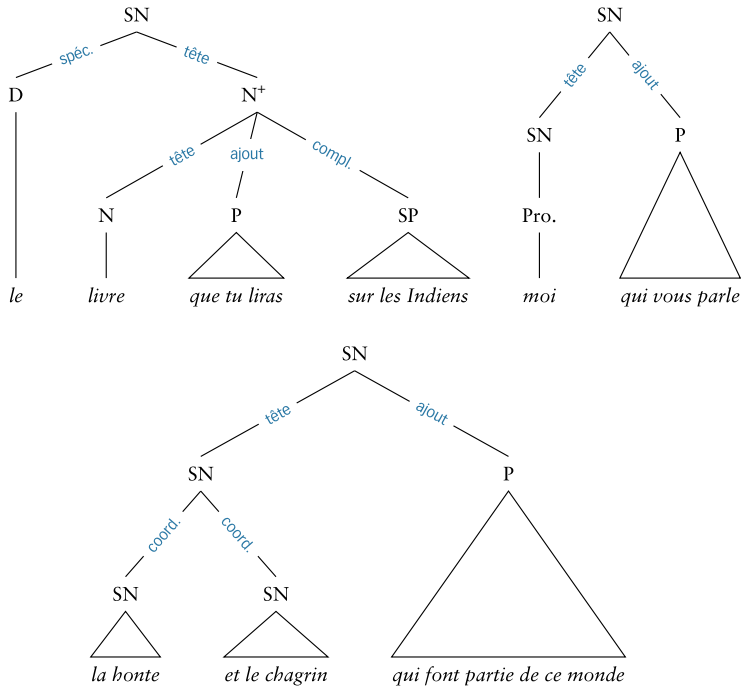 SN SN
spéc. tête tête ajout
D N+
SN P
tête ajout compl.
N P SP Pro.
le livre que tu liras sur les Indiens moi qui vous parle
SN
tête ajout
SN P
coord. coord.
SN SN
la honte et le chagrin qui font partie de ce monde